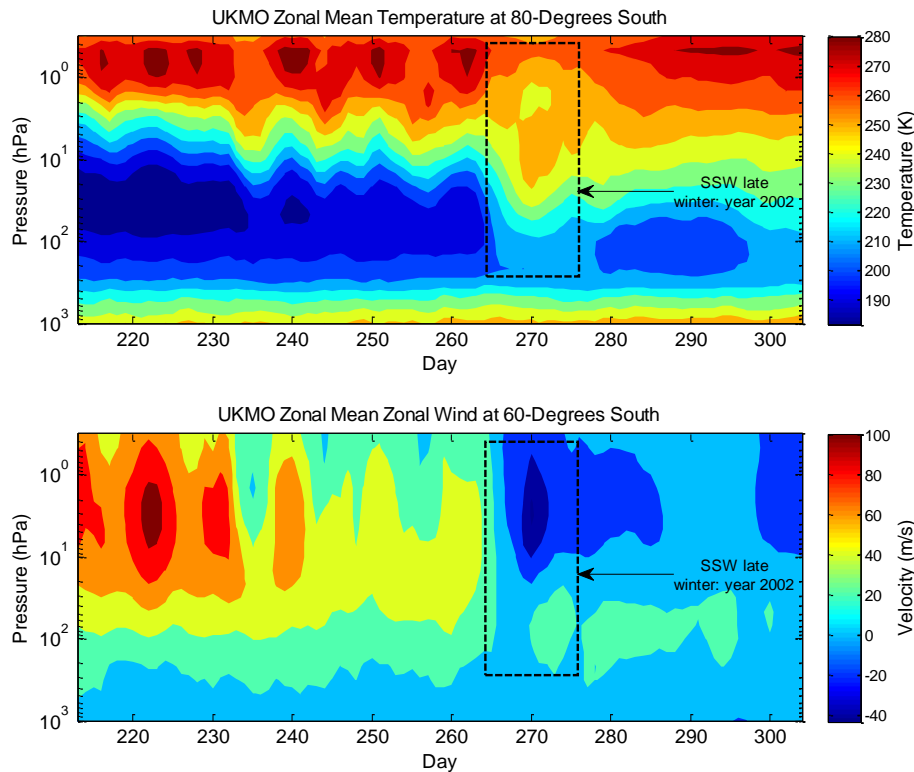 UKMO Zonal Mean Temperature at 80-Degrees South
Pressure (hPa)
10^0
10^1
10^2
10^3
220 230 240 250 260 270 280 290 300
Day
SSW late
winter: year 2002
280
270
260
250
240
230
220
210
200
190
Temperature (K)
UKMO Zonal Mean Zonal Wind at 60-Degrees South
Pressure (hPa)
10^0
10^1
10^2
10^3
220 230 240 250 260 270 280 290 300
Day
SSW late
winter: year 2002
100
80
60
40
20
0
-20
-40
Velocity (m/s)